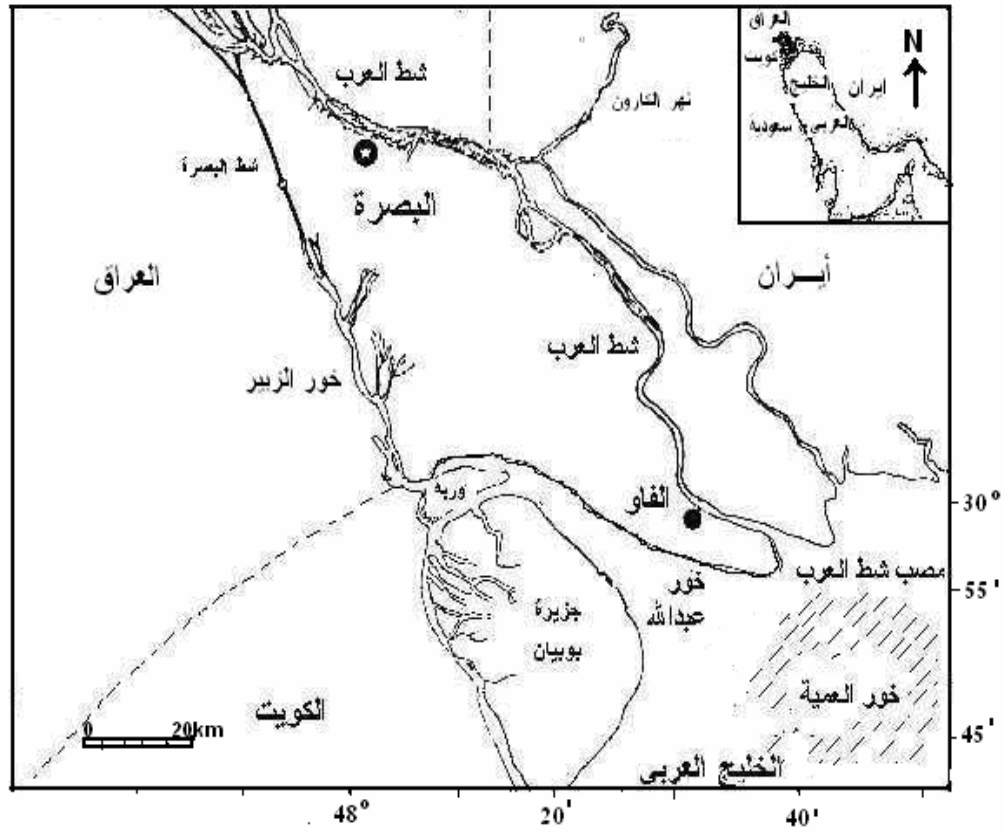 العراق
كويت
الخليج
العربي
ايران
سعودية
N
شط العرب
نهر الكارون
شط البصرة
البصرة
العراق
أيـــران
شط العرب
خور الزبير
وربه
الفاو
30°
مصب شط العرب
55'
خور
عبدالله
جزيرة
بوبيان
خور العمية
الكويت
0 20km
45'
الخليج العربي
48° 20' 40'